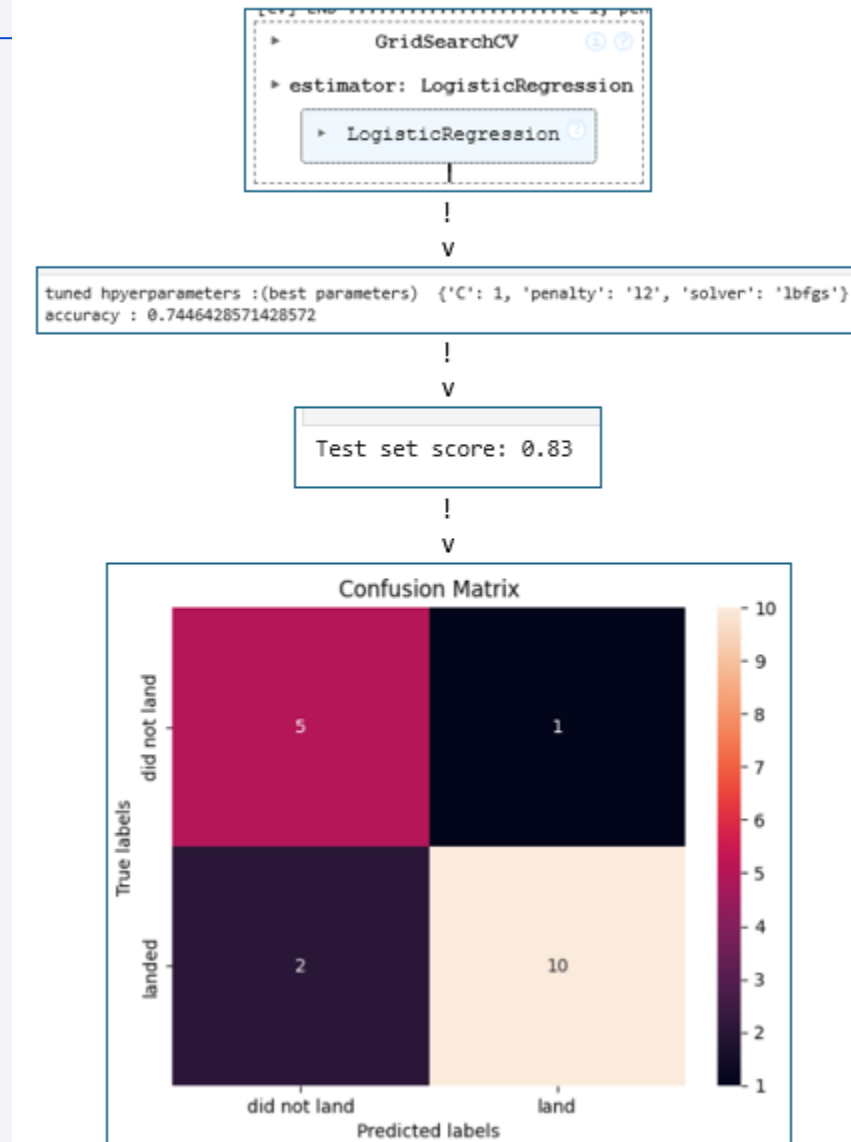 GridSearchCV
estimator: LogisticRegression
LogisticRegression
!
!
v
tuned hpyerparameters :(best parameters) {'C': 1, 'penalty': 'l2', 'solver': 'lbfgs'}
accuracy : 0.7446428571428572
!
v
Test set score: 0.83
!
v
Confusion Matrix
did not land
5
1
landed
2
10
True labels
did not land
land
Predicted labels
10
9
8
7
6
5
4
3
2
1